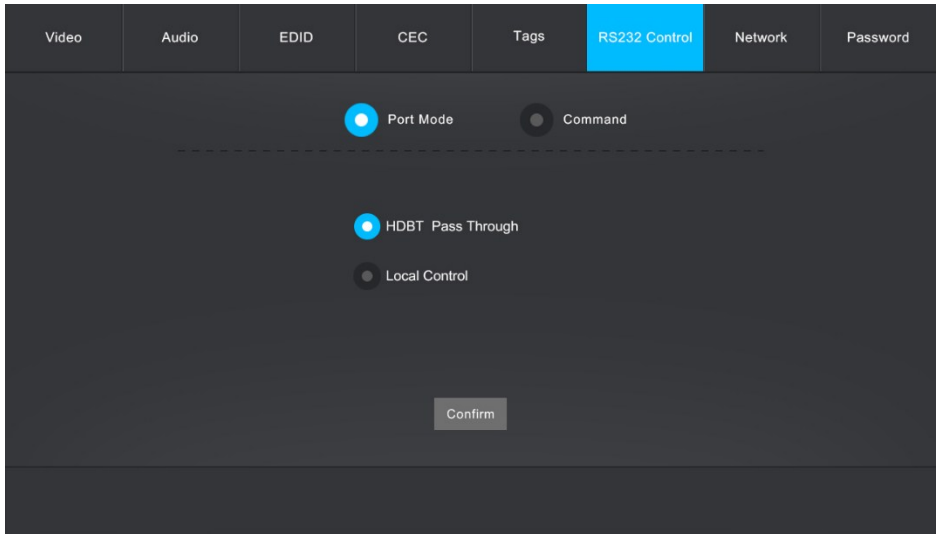 Video Audio EDID CEC Tags RS232 Control Network Password
Port Mode Command
HDBT Pass Through
Local Control
Confirm